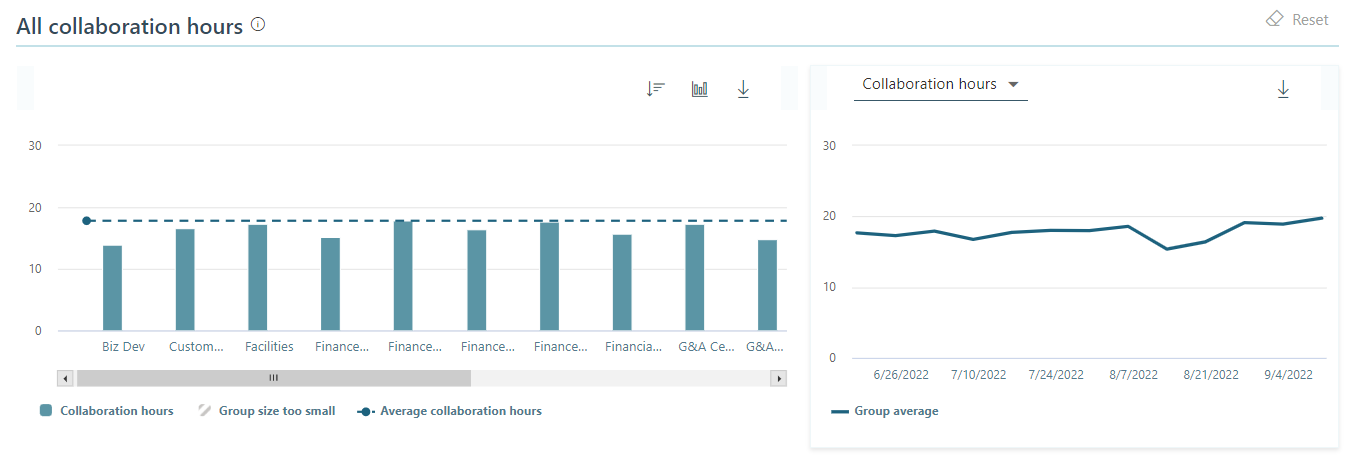 All collaboration hours
Reset
30
20
10
0
Biz Dev Custom... Facilities Finance... Finance... Finance... Finance... Financia... G&A Ce... G&A...
Collaboration hours Group size too small Average collaboration hours
Collaboration hours
30
20
10
0
6/26/2022 7/10/2022 7/24/2022 8/7/2022 8/21/2022 9/4/2022
Group average